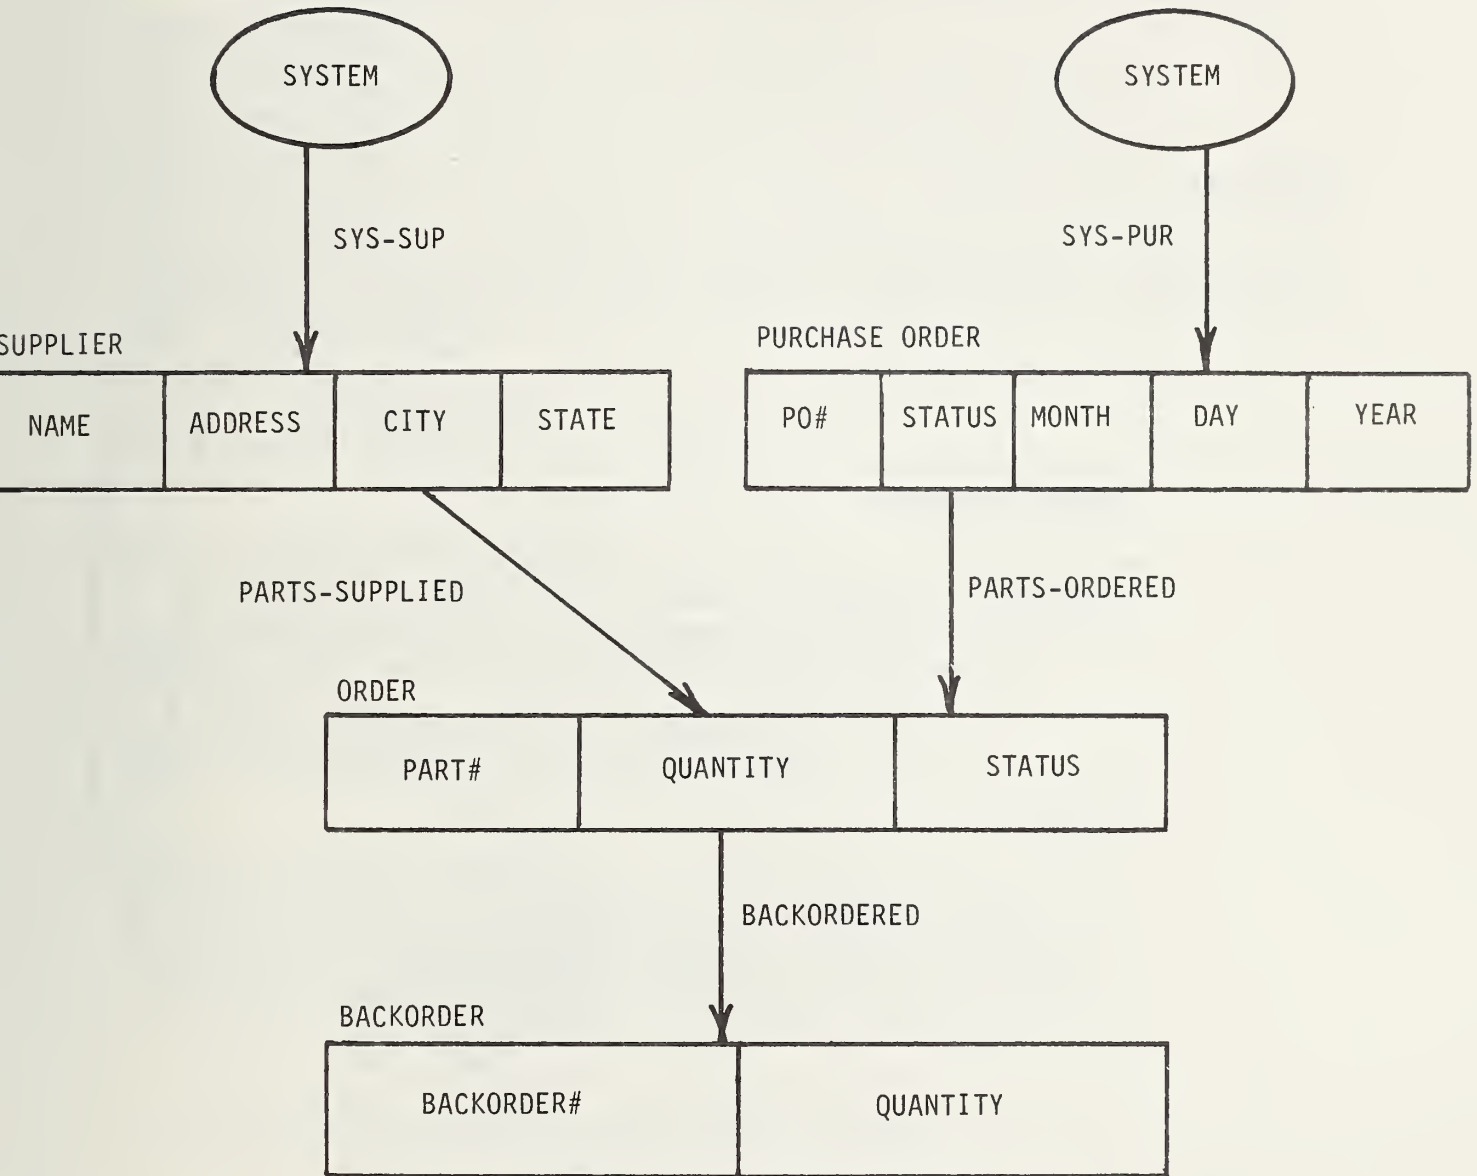 SYSTEM
SYSTEM
SYS-SUP
SYS-PUR
SUPPLIER
PURCHASE ORDER
NAME ADDRESS CITY STATE
PO# STATUS MONTH DAY YEAR
PARTS-SUPPLIED
PARTS-ORDERED
ORDER
PART# QUANTITY STATUS
BACKORDERED
BACKORDER
BACKORDER# QUANTITY